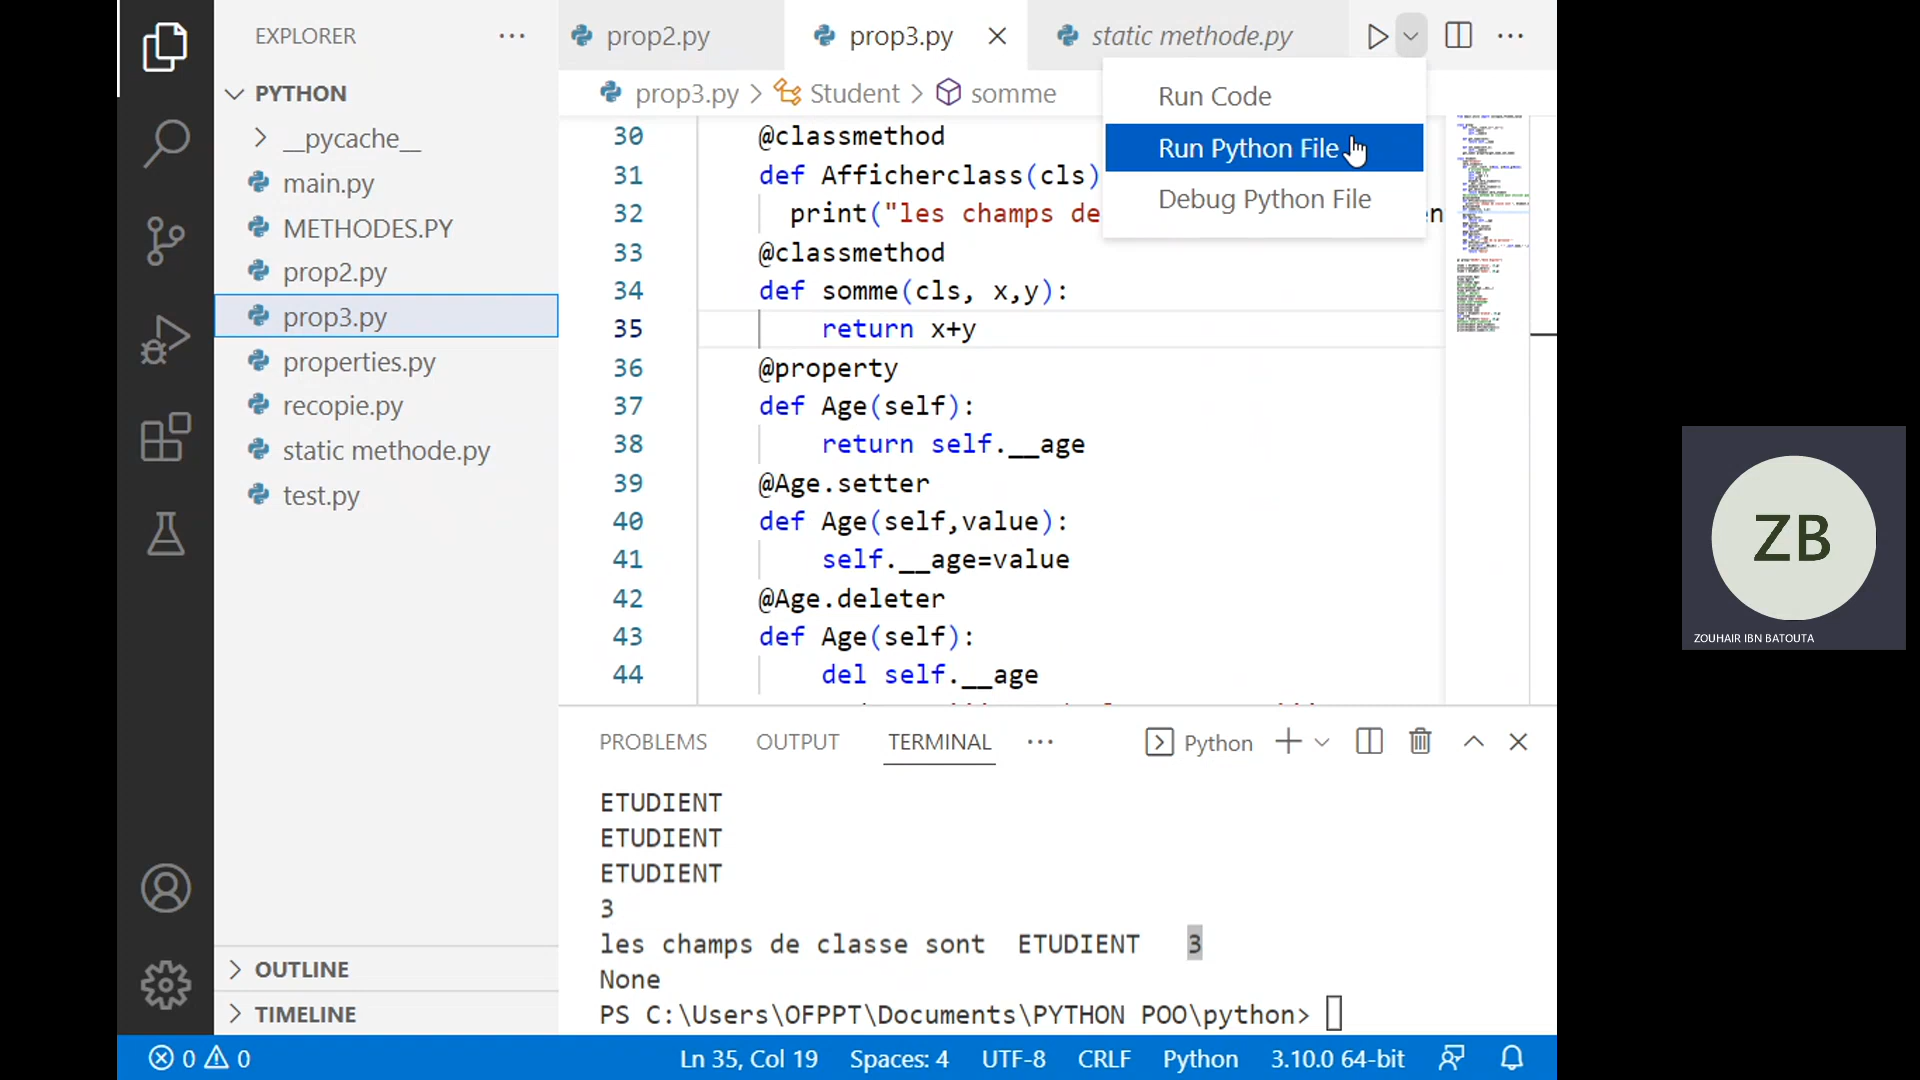 EXPLORER
PYTHON
__pycache__
main.py
METHODES.PY
prop2.py
prop3.py
properties.py
recopie.py
static methode.py
test.py
OUTLINE
TIMELINE
prop2.py
prop3.py
static methode.py
prop3.py > Student > somme
Run Code
Run Python File
Debug Python File
30 @classmethod
31 def Afficherclass(cls)
32 print("les champs de en
33 @classmethod
34 def somme(cls, x,y):
35 return x+y
36 @property
37 def Age(self):
38 return self.__age
39 @Age.setter
40 def Age(self,value):
41 self.__age=value
42 @Age.deleter
43 def Age(self):
44 del self.__age
PROBLEMS OUTPUT TERMINAL Python
ETUDIENT
ETUDIENT
ETUDIENT
3
les champs de classe sont ETUDIENT 3
None
PS C:\Users\OFPPT\Documents\PYTHON POO\python>
0 0 Ln 35, Col 19 Spaces: 4 UTF-8 CRLF Python 3.10.0 64-bit
ZB
ZOUHAIR IBN BATOUTA